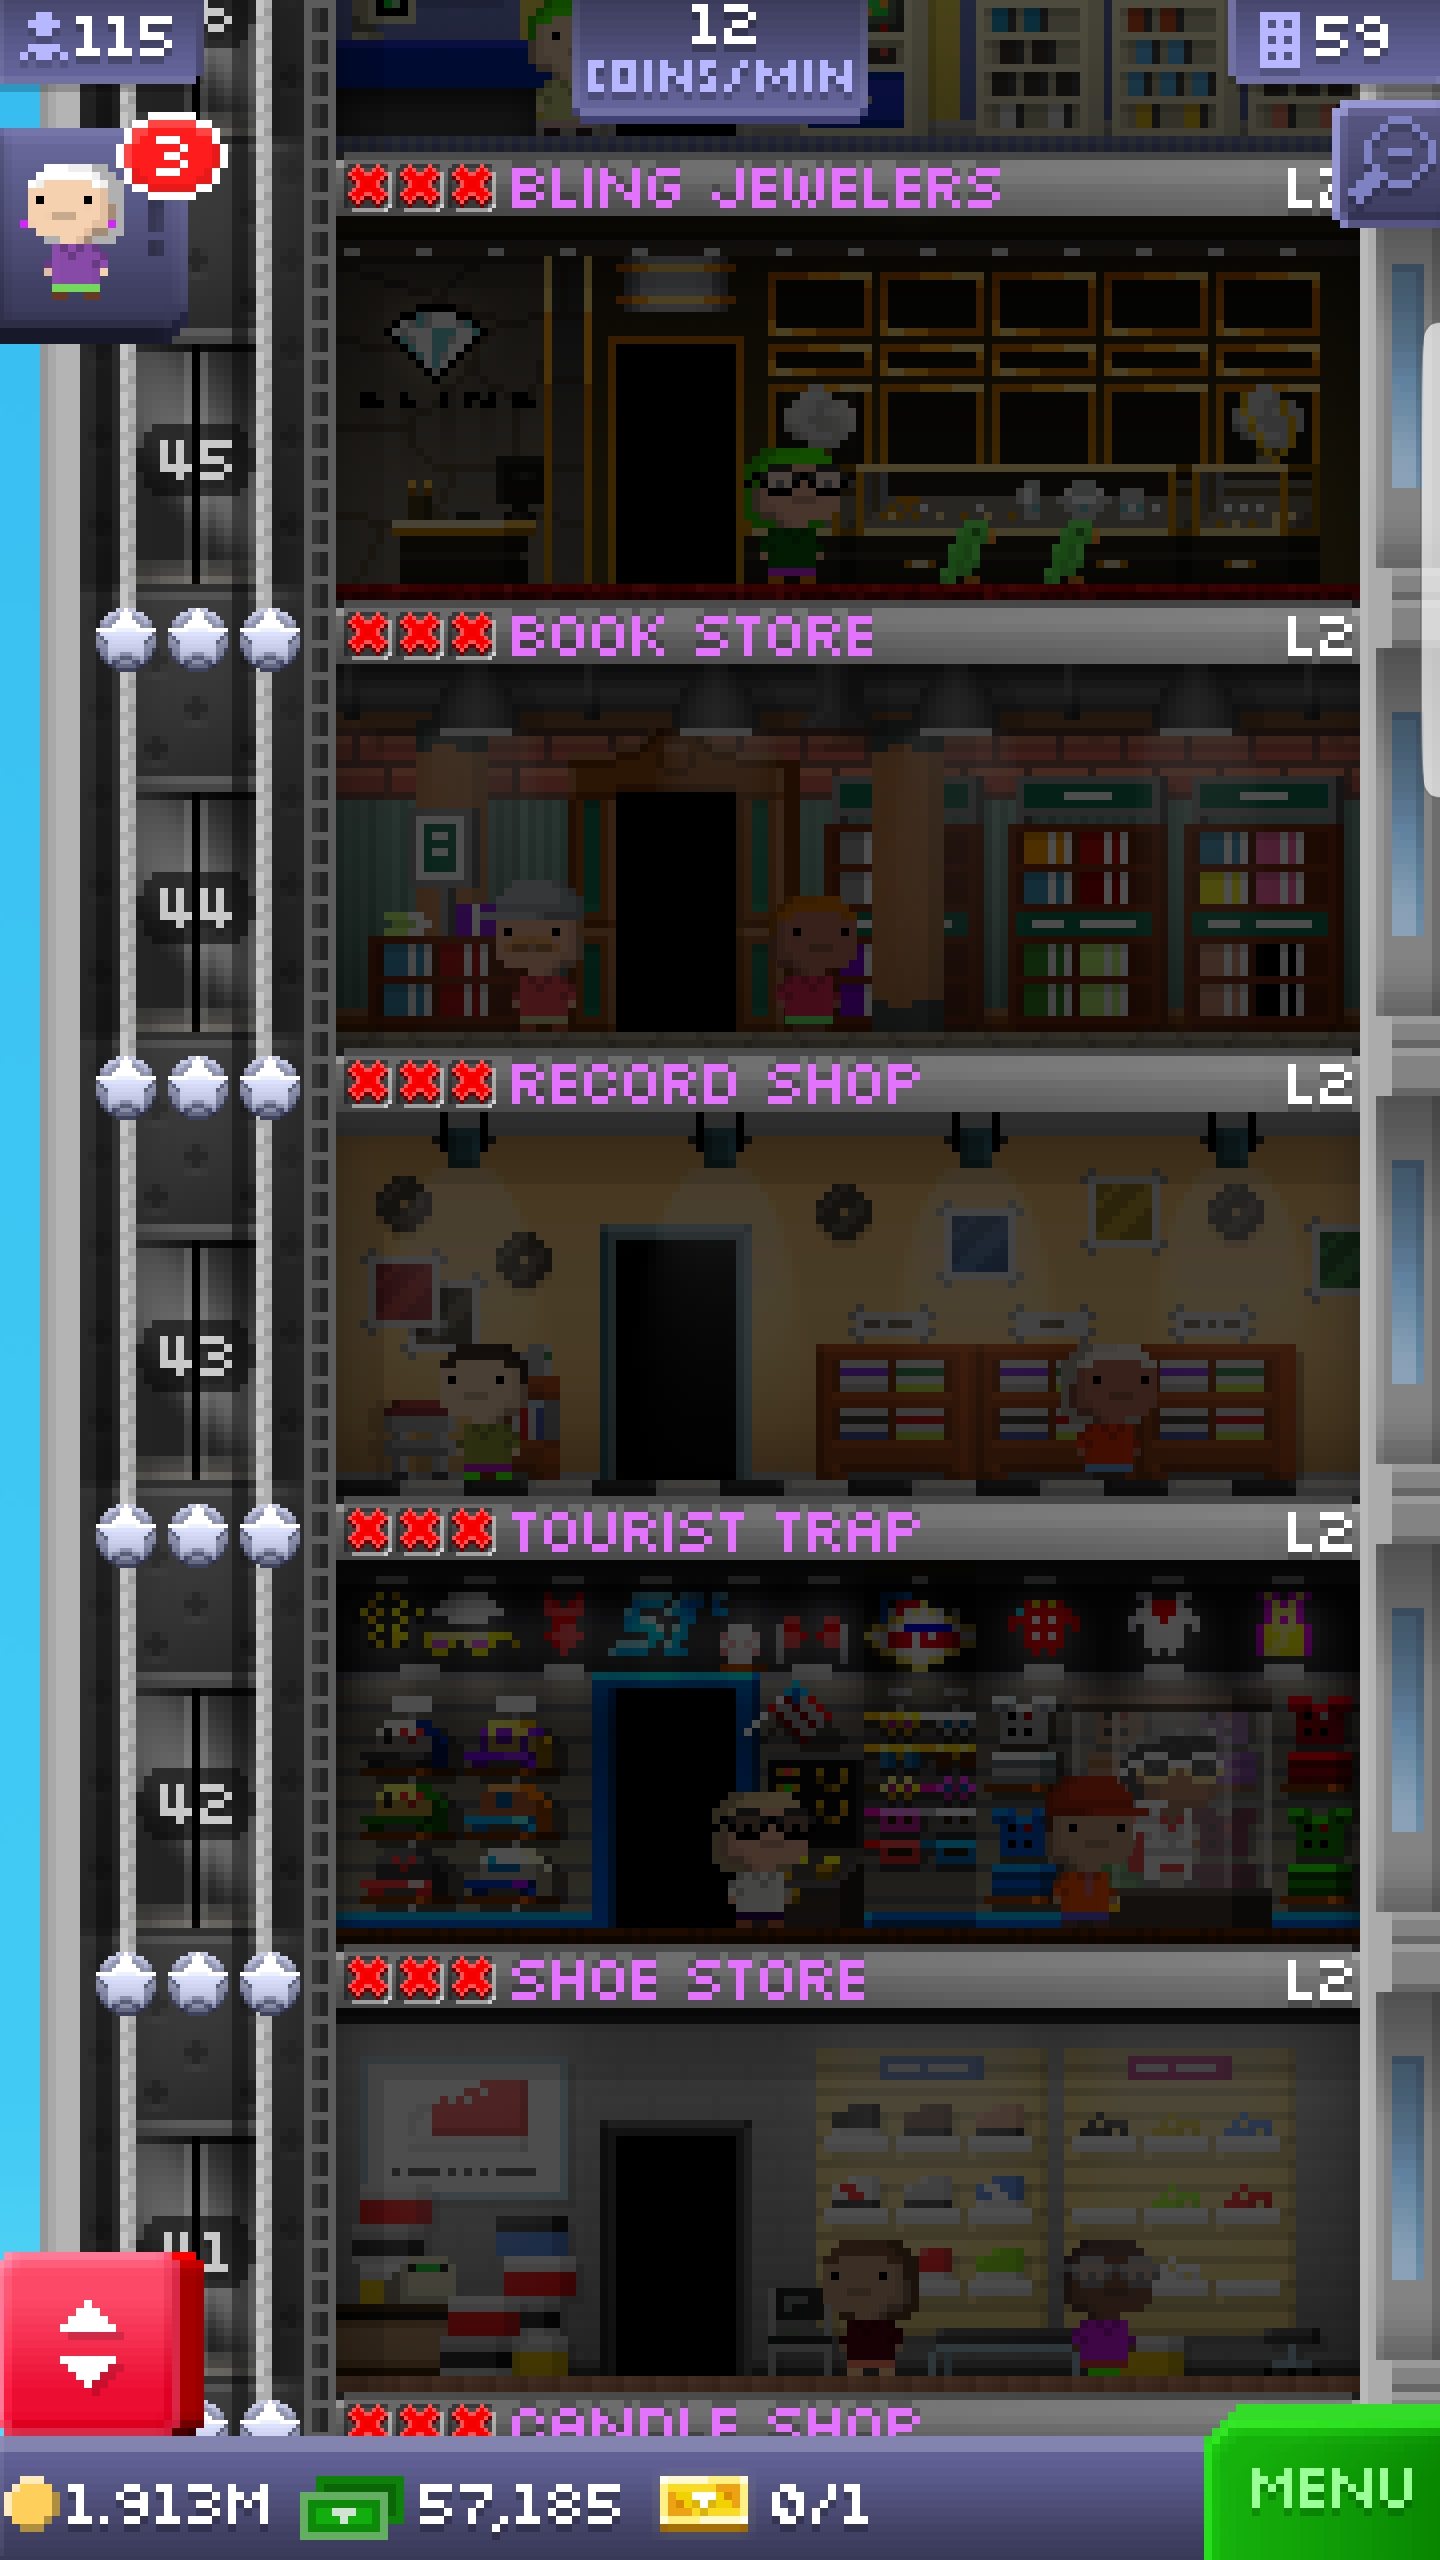 115
12
COINS/MIN
59
3
BLING JEWELERS
BLING
45
BOOK STORE L2
44
RECORD SHOP L2
43
TOURIST TRAP L2
42
SHOE STORE L2
41
CANDLE SHOP
1.913M 57,185 0/1
MENU